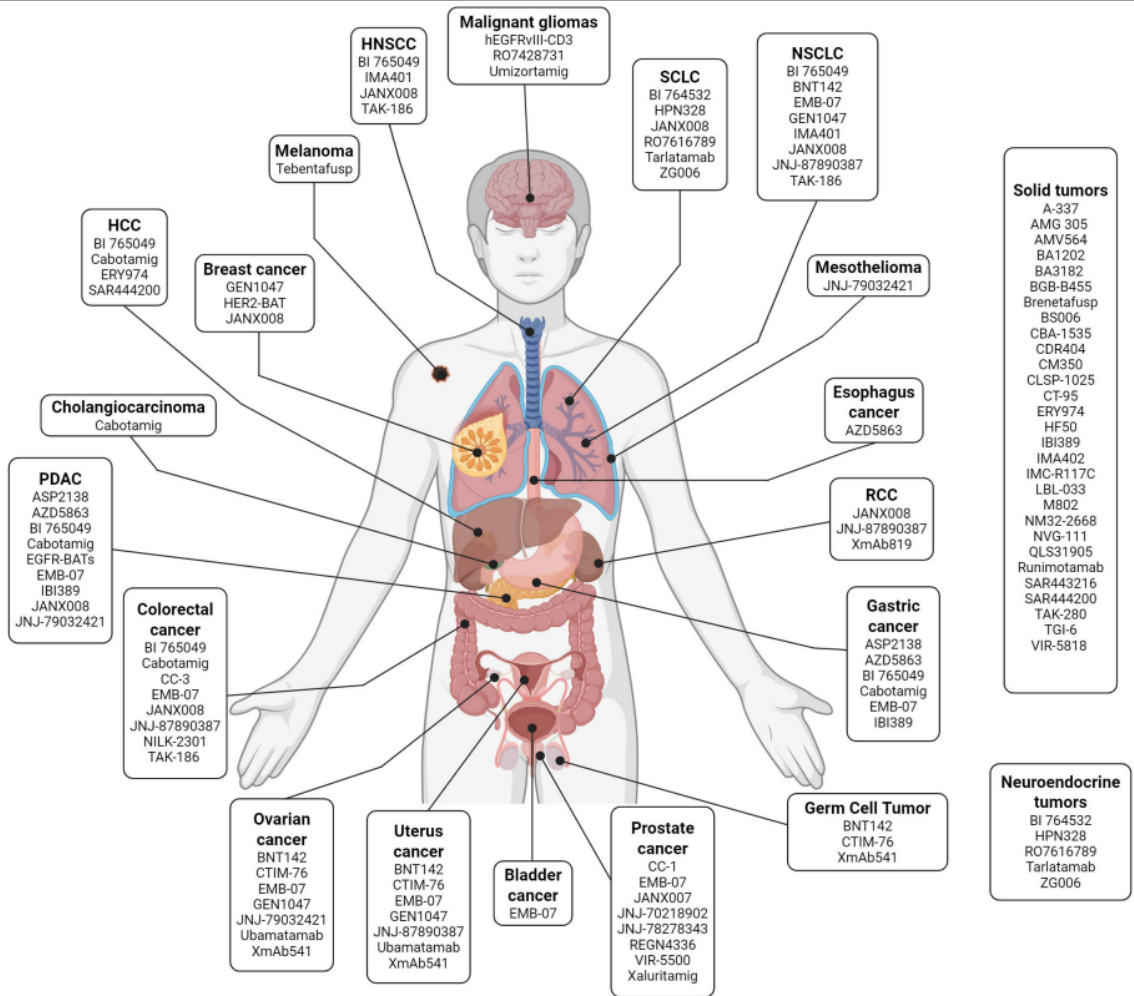 Malignant gliomas
hEGFRvIII-CD3
RO7428731
Umizortamig
HNSCC
BI 765049
IMA401
JANX008
TAK-186
SCLC
BI 764532
HPN328
JANX008
RO7616789
Tarlatamab
ZG006
NSCLC
BI 765049
BNT142
EMB-07
GEN1047
IMA401
JANX008
JNJ-87890387
TAK-186
Melanoma
Tebentafusp
Solid tumors
A-337
AMG 305
AMV564
BA1202
BA3182
BGB-B455
Brenetafusp
BS006
CBA-1535
CDR404
CM350
CLSP-1025
CT-95
ERY974
HF50
IBI389
IMA402
IMC-R117C
LBL-033
M802
NM32-2668
NVG-111
QLS31905
Runimotamab
SAR443216
SAR444200
TAK-280
TGI-6
VIR-5818
HCC
BI 765049
Cabotamig
ERY974
SAR444200
Breast cancer
GEN1047
HER2-BAT
JANX008
Mesothelioma
JNJ-79032421
Cholangiocarcinoma
Cabotamig
Esophagus
cancer
AZD5863
PDAC
ASP2138
AZD5863
BI 765049
Cabotamig
EGFR-BATs
EMB-07
IBI389
JANX008
JNJ-79032421
RCC
JANX008
JNJ-87890387
XmAb819
Colorectal
cancer
BI 765049
Cabotamig
CC-3
EMB-07
JANX008
JNJ-87890387
NILK-2301
TAK-186
Gastric
cancer
ASP2138
AZD5863
BI 765049
Cabotamig
EMB-07
IBI389
Ovarian
cancer
BNT142
CTIM-76
EMB-07
GEN1047
JNJ-79032421
Ubamatamab
XmAb541
Uterus
cancer
BNT142
CTIM-76
EMB-07
GEN1047
JNJ-87890387
Ubamatamab
XmAb541
Bladder
cancer
EMB-07
Prostate
cancer
CC-1
EMB-07
JANX007
JNJ-70218902
JNJ-78278343
REGN4336
VIR-5500
Xaluritamig
Germ Cell Tumor
BNT142
CTIM-76
XmAb541
Neuroendocrine
tumors
BI 764532
HPN328
RO7616789
Tarlatamab
ZG006